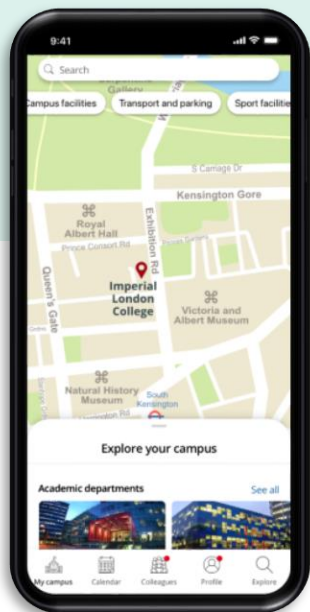 9:41
Search
Gallery
Campus facilities
Transport and parking
Sport facilitie
S Carriage Dr
Kensington Gore
Royal
Albert Hall
Prince Consort Rd
Exhibition Rd
Queen's Gate
Imperial
London
College
Victoria and
Albert Museum
Natural History
Museum
South
Kensington
Explore your campus
Academic departments
See all
My campus
Calendar
Colleagues
Profile
Explore